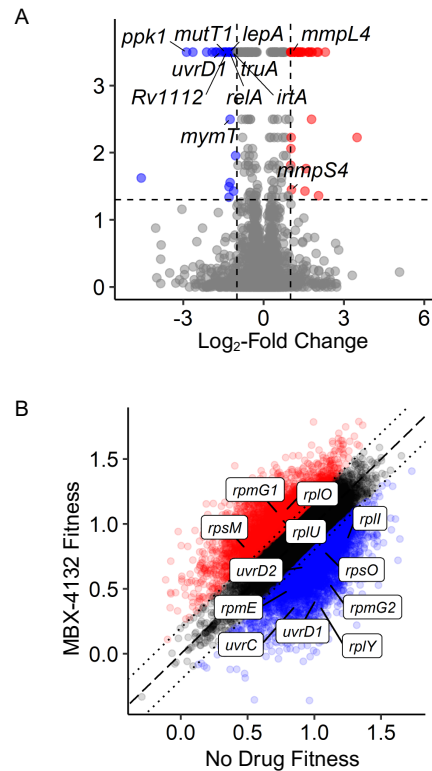 A
ppk1 mutT1 lepA mmpL4
uvrD1 truA
Rv1112 relA irtA
mymT
mmpS4
3
2
1
0
-3 0 3 6
Log2-Fold Change
B
MBX-4132 Fitness
1.5
1.0
0.5
0.0
rpmG1 rplO
rpsM rplU rplI
uvrD2 rpsO
rpmE rpmG2
uvrC uvrD1 rplY
0.0 0.5 1.0 1.5
No Drug Fitness